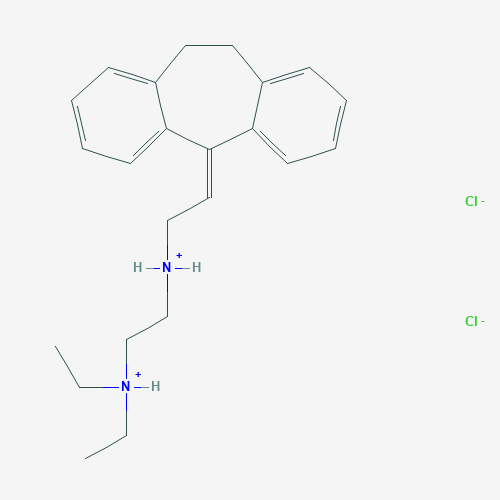 Cl-
H N+ H
Cl-
N+ H